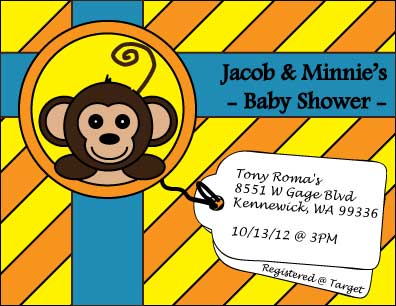 Jacob & Minnie's
- Baby Shower -
Tony Roma's
8551 W Gage Blvd
Kennewick, WA 99336
10/13/12 @ 3PM
Registered @ Target